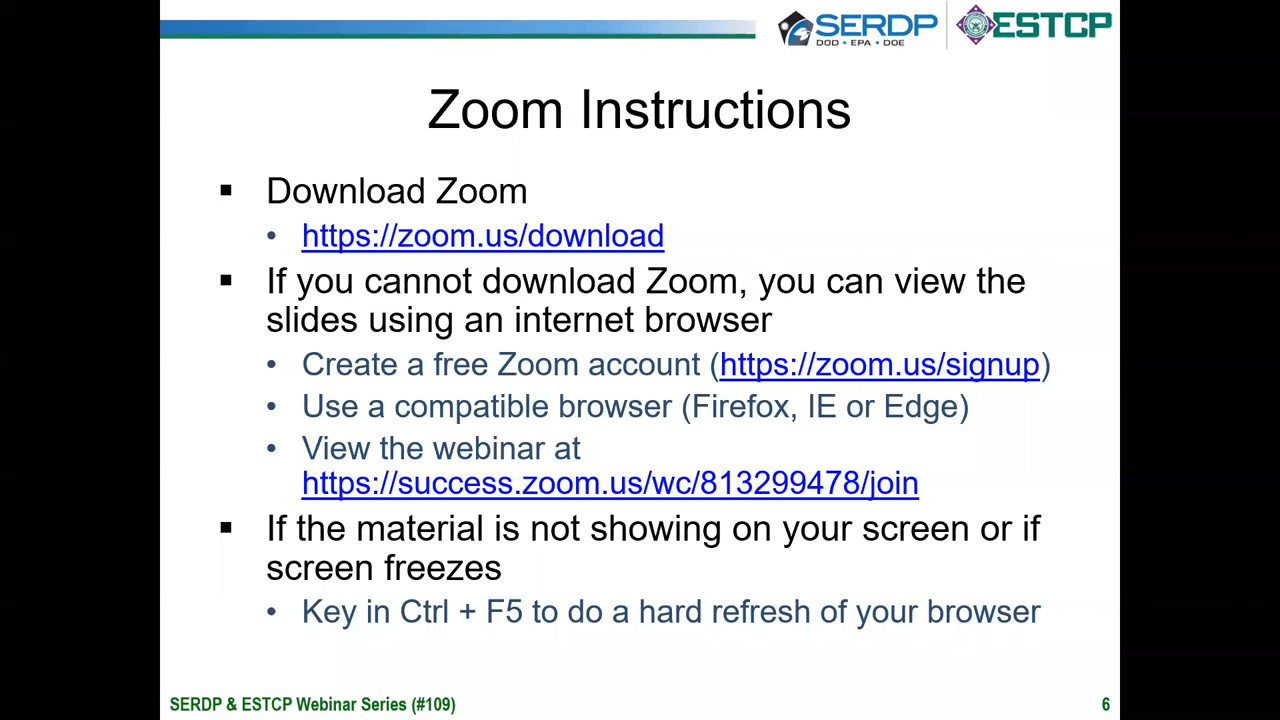 SERDP
DOD • EPA • DOE
ESTCP
Zoom Instructions
▪ Download Zoom
• https://zoom.us/download
▪ If you cannot download Zoom, you can view the
slides using an internet browser
• Create a free Zoom account (https://zoom.us/signup)
• Use a compatible browser (Firefox, IE or Edge)
• View the webinar at
https://success.zoom.us/wc/813299478/join
▪ If the material is not showing on your screen or if
screen freezes
• Key in Ctrl + F5 to do a hard refresh of your browser
SERDP & ESTCP Webinar Series (#109)
6